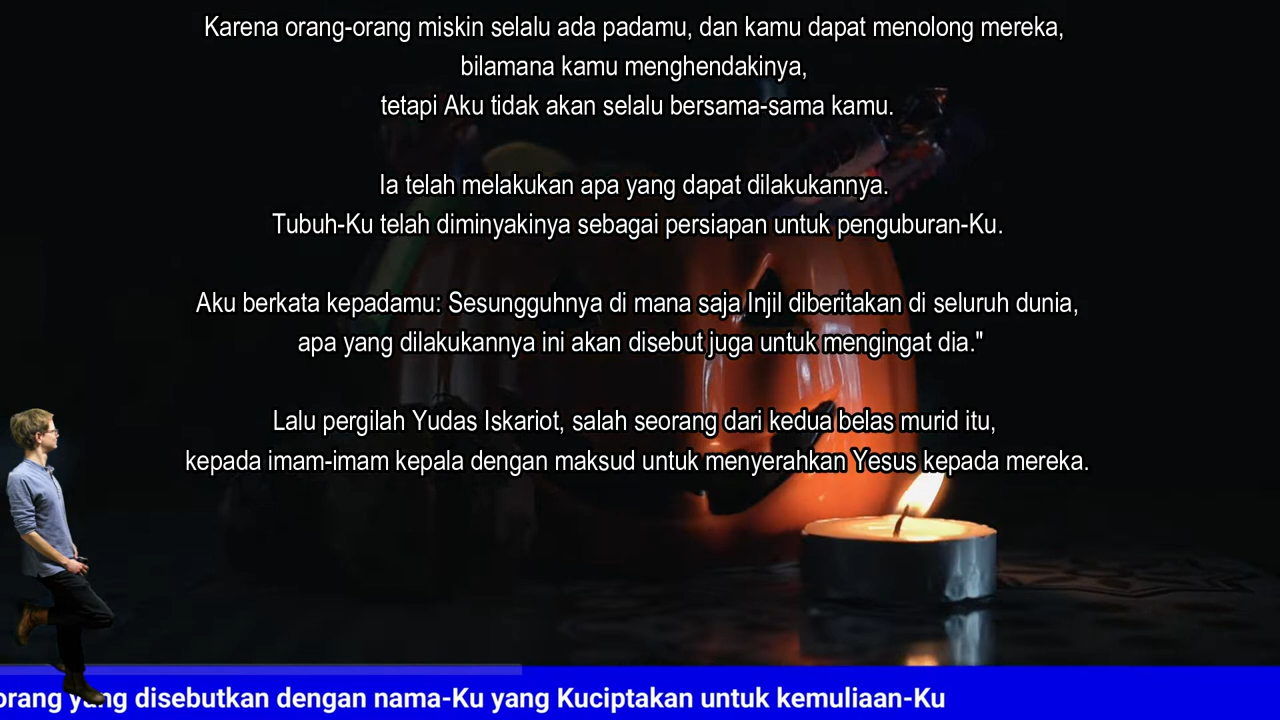 Karena orang-orang miskin selalu ada padamu, dan kamu dapat menolong mereka,
bilamana kamu menghendakinya,
tetapi Aku tidak akan selalu bersama-sama kamu.
Ia telah melakukan apa yang dapat dilakukannya.
Tubuh-Ku telah diminyakinya sebagai persiapan untuk penguburan-Ku.
Aku berkata kepadamu: Sesungguhnya di mana saja Injil diberitakan di seluruh dunia,
apa yang dilakukannya ini akan disebut juga untuk mengingat dia."
Lalu pergilah Yudas Iskariot, salah seorang dari kedua belas murid itu,
kepada imam-imam kepala dengan maksud untuk menyerahkan Yesus kepada mereka.
orang yang disebutkan dengan nama-Ku yang Kuciptakan untuk kemuliaan-Ku